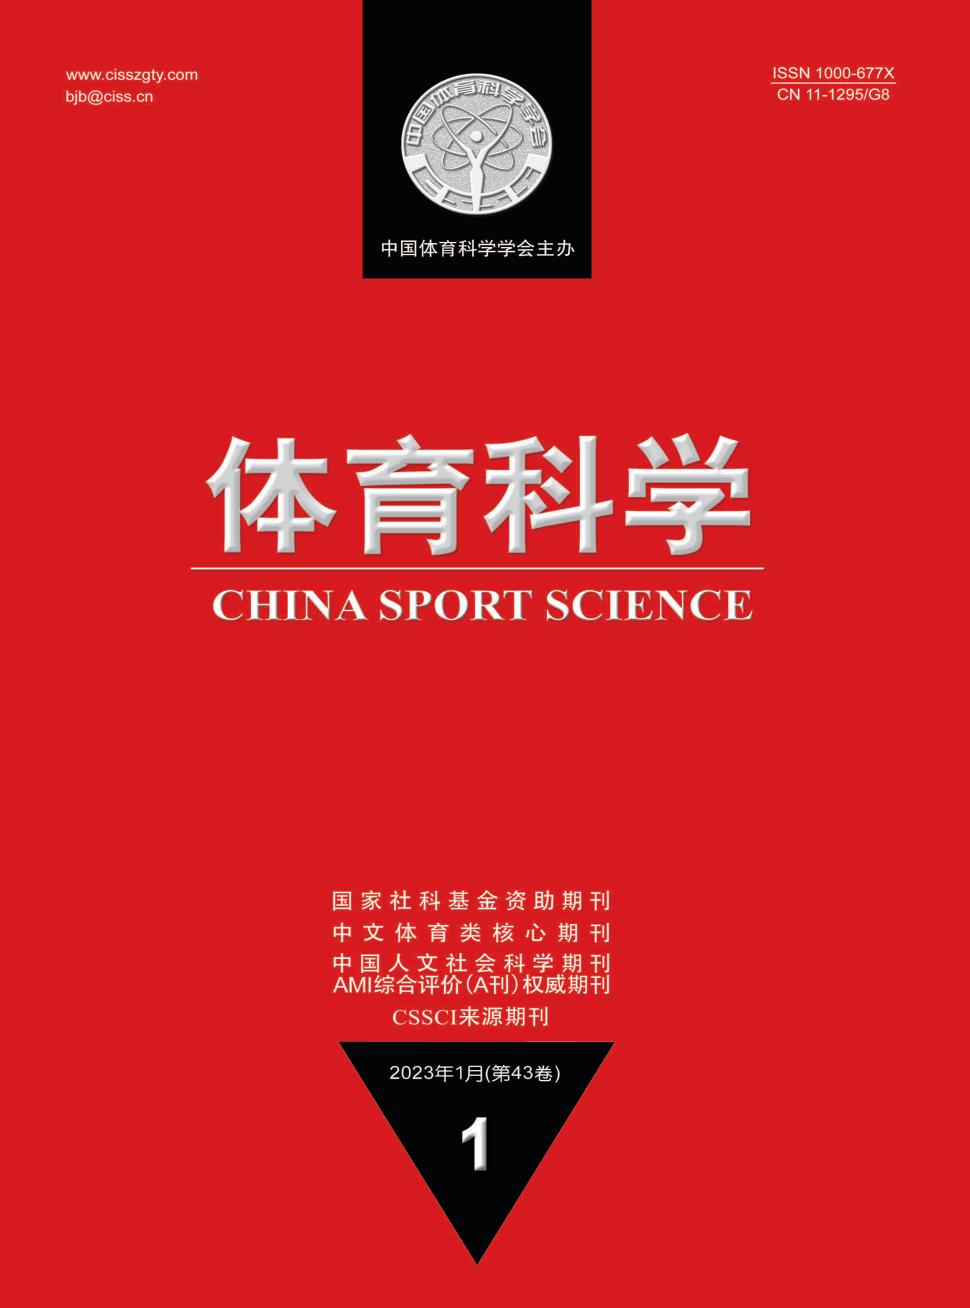 www.cisszgty.com
bjb@ciss.cn
ISSN 1000-677X
CN 11-1295/G8
中国体育科学学会
中国体育科学学会主办
体育科学
CHINA SPORT SCIENCE
国家社科基金资助期刊
中文体育类核心期刊
中国人文社会科学期刊
AMI综合评价(A刊)权威期刊
CSSCI来源期刊
2023年1月(第43卷)
1